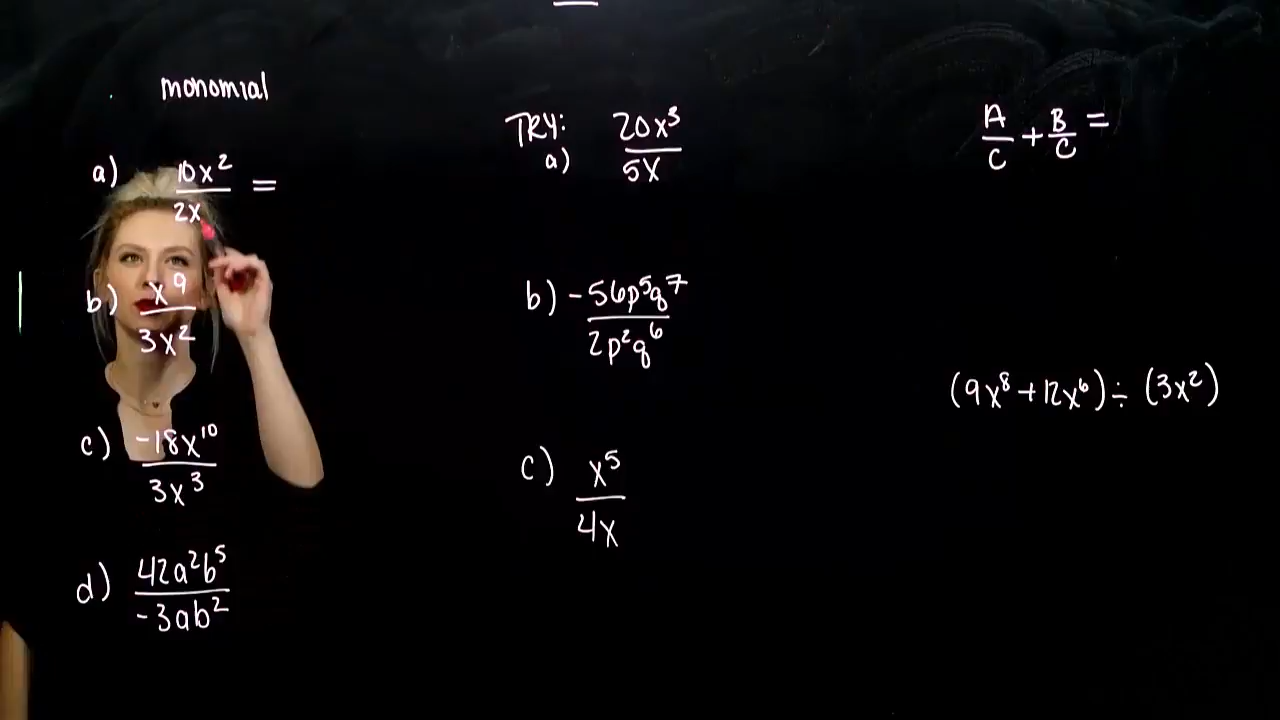 monomial
a) 10x²/2x =
b) x⁹/3x²
c) -18x¹⁰/3x³
d) 42a²b⁵/-3ab²
TRY:
a) 20x³/5x
b) -56p⁵q⁷/2p²q⁶
c) x⁵/4x
A/C + B/C =
(9x⁸ + 12x⁶) ÷ (3x²)